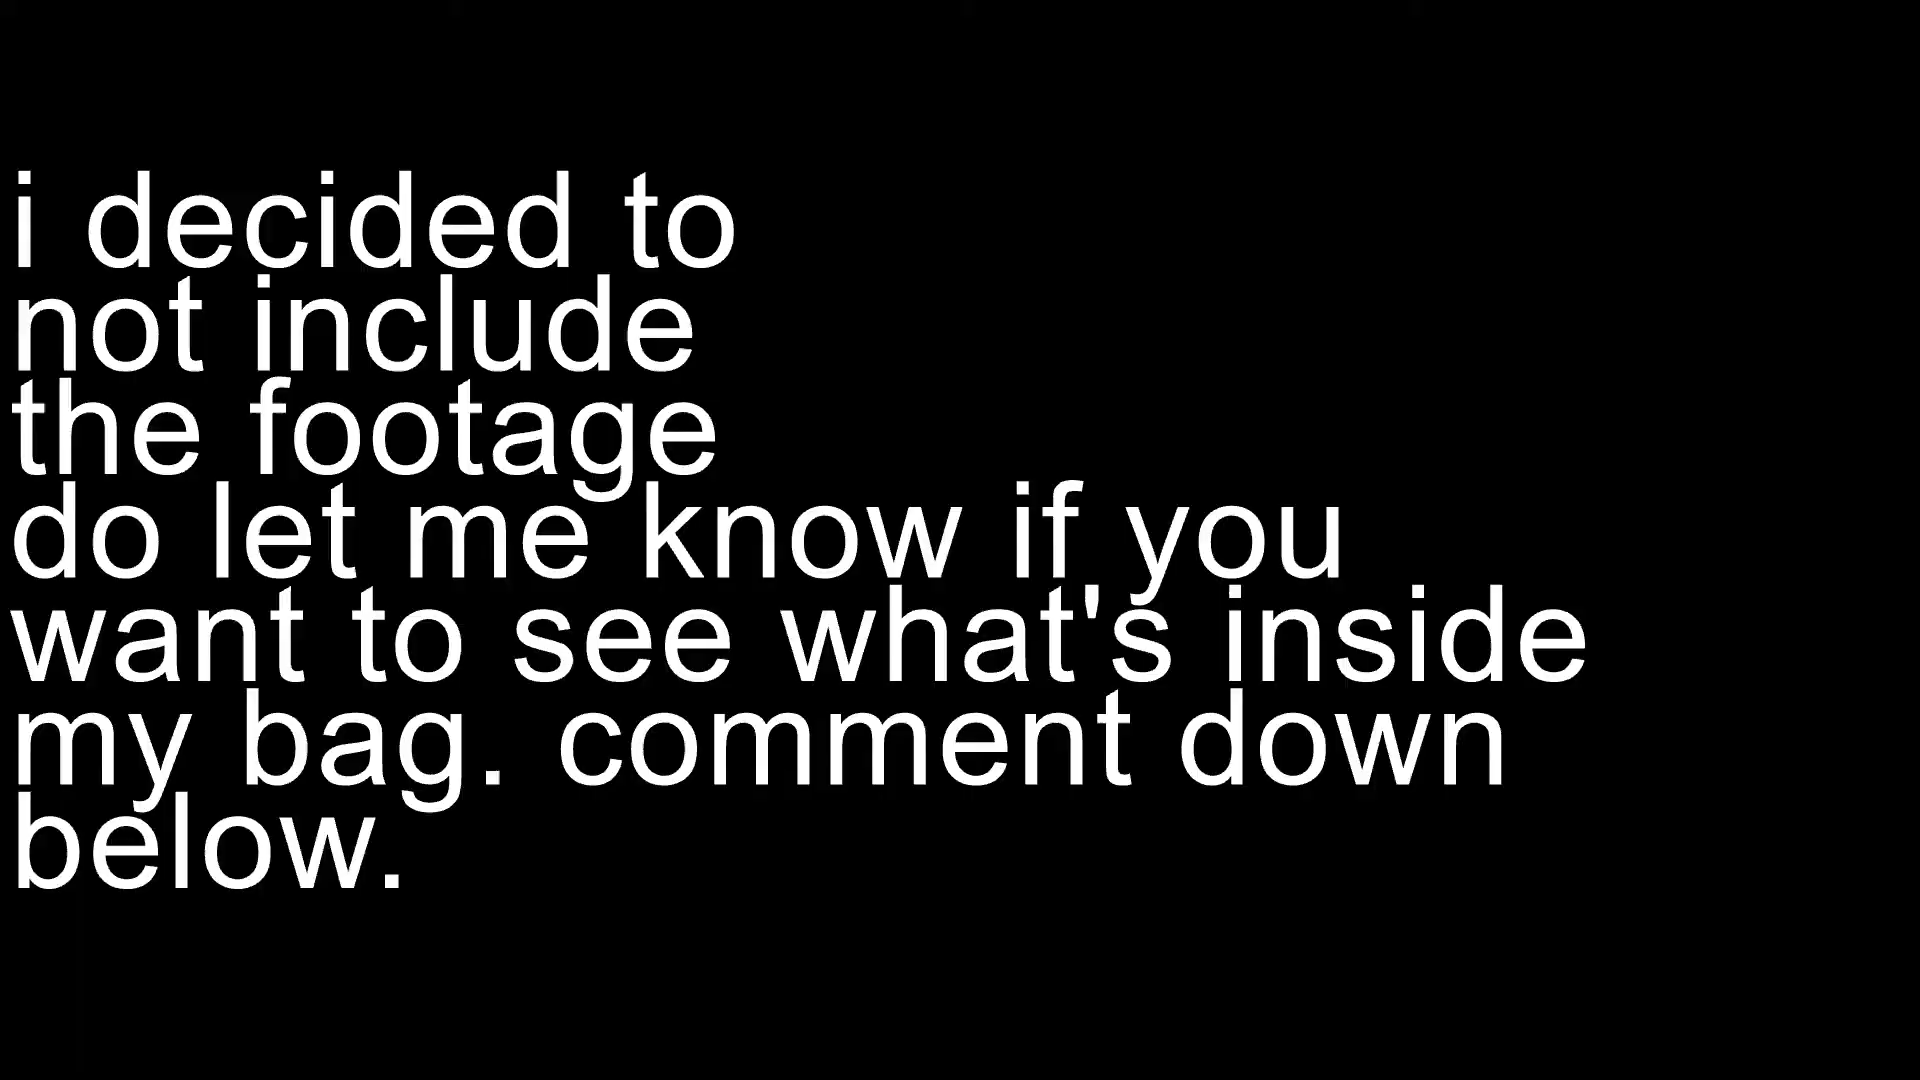 i decided to
not include
the footage
do let me know if you
want to see what's inside
my bag.  comment down
below.